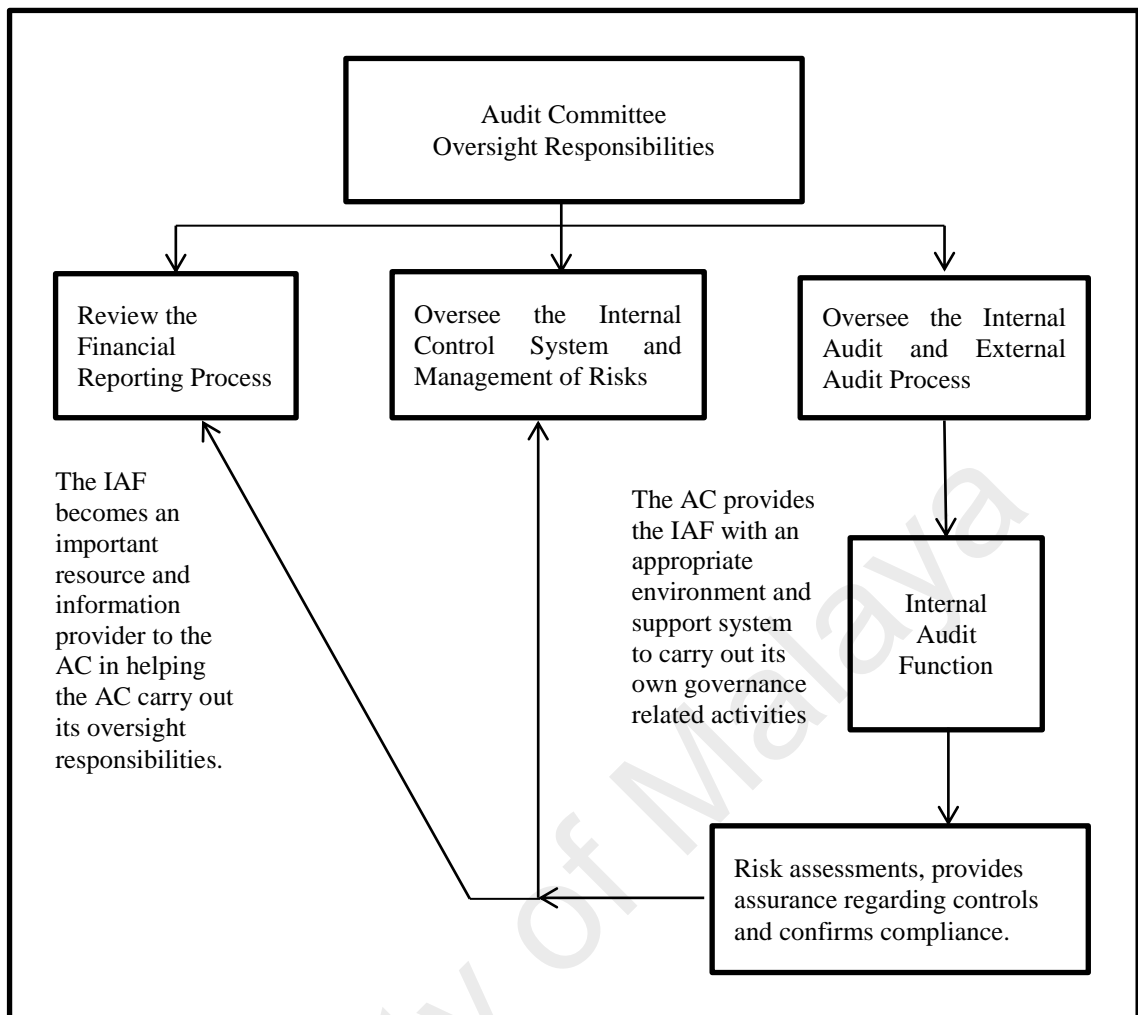 Audit Committee
Oversight Responsibilities
Review the
Financial
Reporting Process
Oversee the Internal
Control System and
Management of Risks
Oversee the Internal
Audit and External
Audit Process
The IAF
becomes an
important
resource and
information
provider to the
AC in helping
the AC carry out
its oversight
responsibilities.
The AC provides
the IAF with an
appropriate
environment and
support system
to carry out its
own governance
related activities
Internal
Audit
Function
Risk assessments, provides
assurance regarding controls
and confirms compliance.
of Malaya